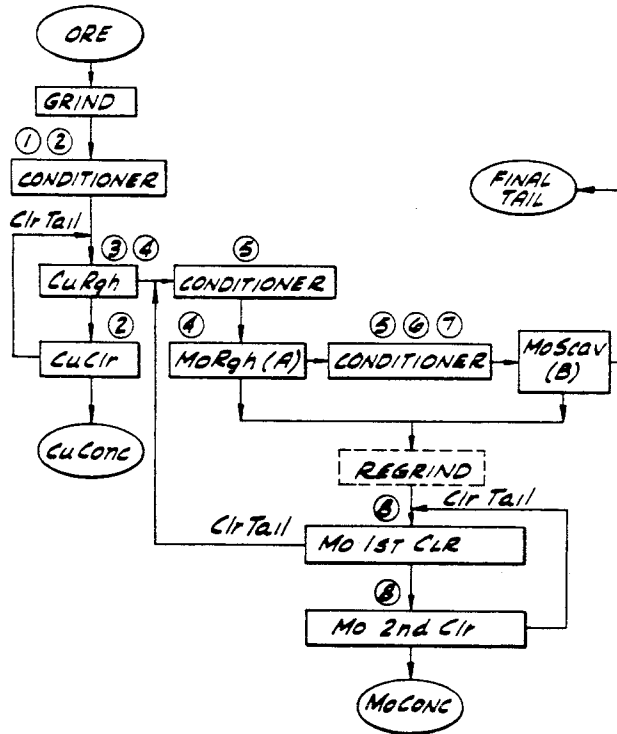 ORE
GRIND
① ②
CONDITIONER
FINAL
TAIL
Clr Tail
③ ④
⑤
CuRgh
CONDITIONER
②
④
⑤ ⑥ ⑦
CuClr
MoRgh (A)
CONDITIONER
MoScav
(B)
CuConc
REGRIND
Clr Tail
⑧
Clr Tail
Mo 1st CLR
⑧
Mo 2nd Clr
MoCONC